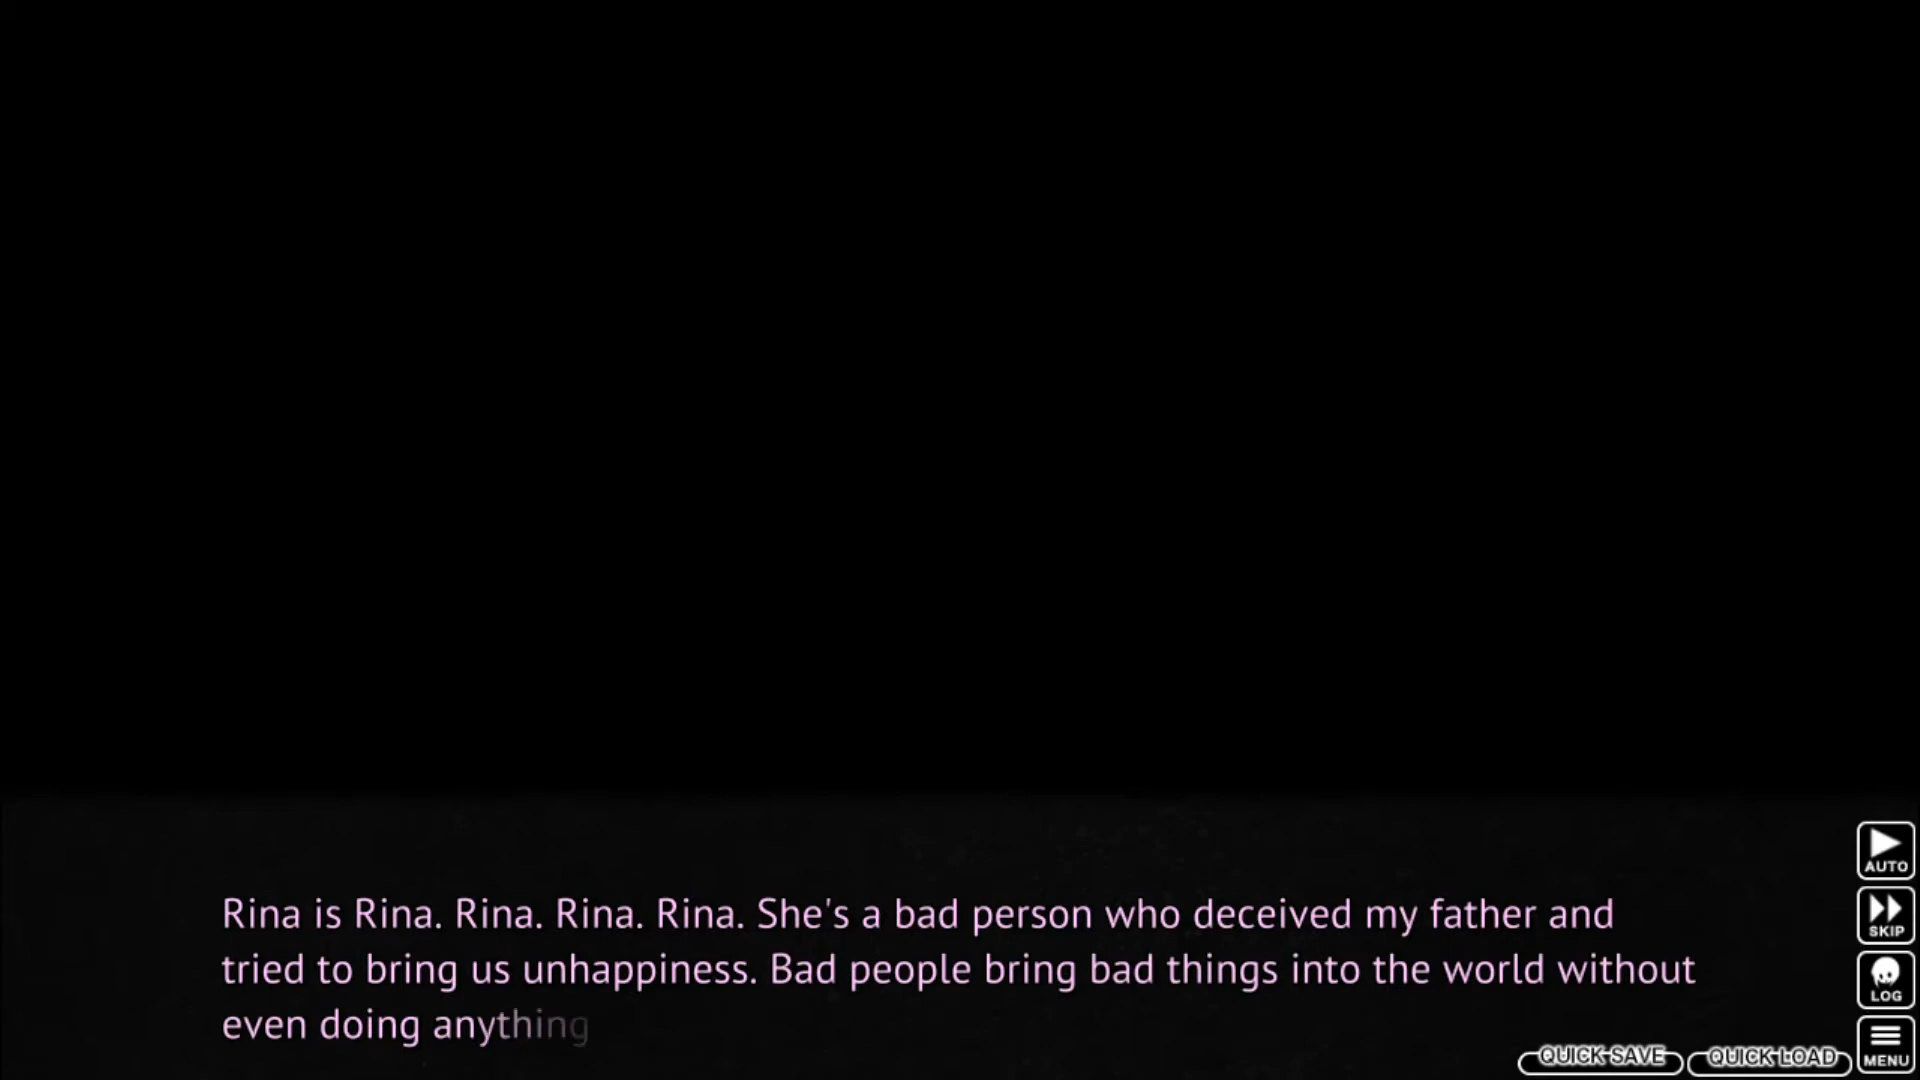 Rina is Rina. Rina. Rina. Rina. She's a bad person who deceived my father and
tried to bring us unhappiness. Bad people bring bad things into the world without
even doing anything
AUTO
SKIP
LOG
MENU
QUICK SAVE
QUICK LOAD